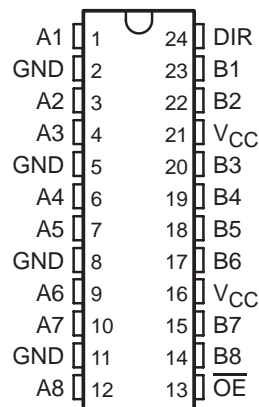 A1 1 24 DIR
GND 2 23 B1
A2 3 22 B2
A3 4 21 VCC
GND 5 20 B3
A4 6 19 B4
A5 7 18 B5
GND 8 17 B6
A6 9 16 VCC
A7 10 15 B7
GND 11 14 B8
A8 12 13 OE